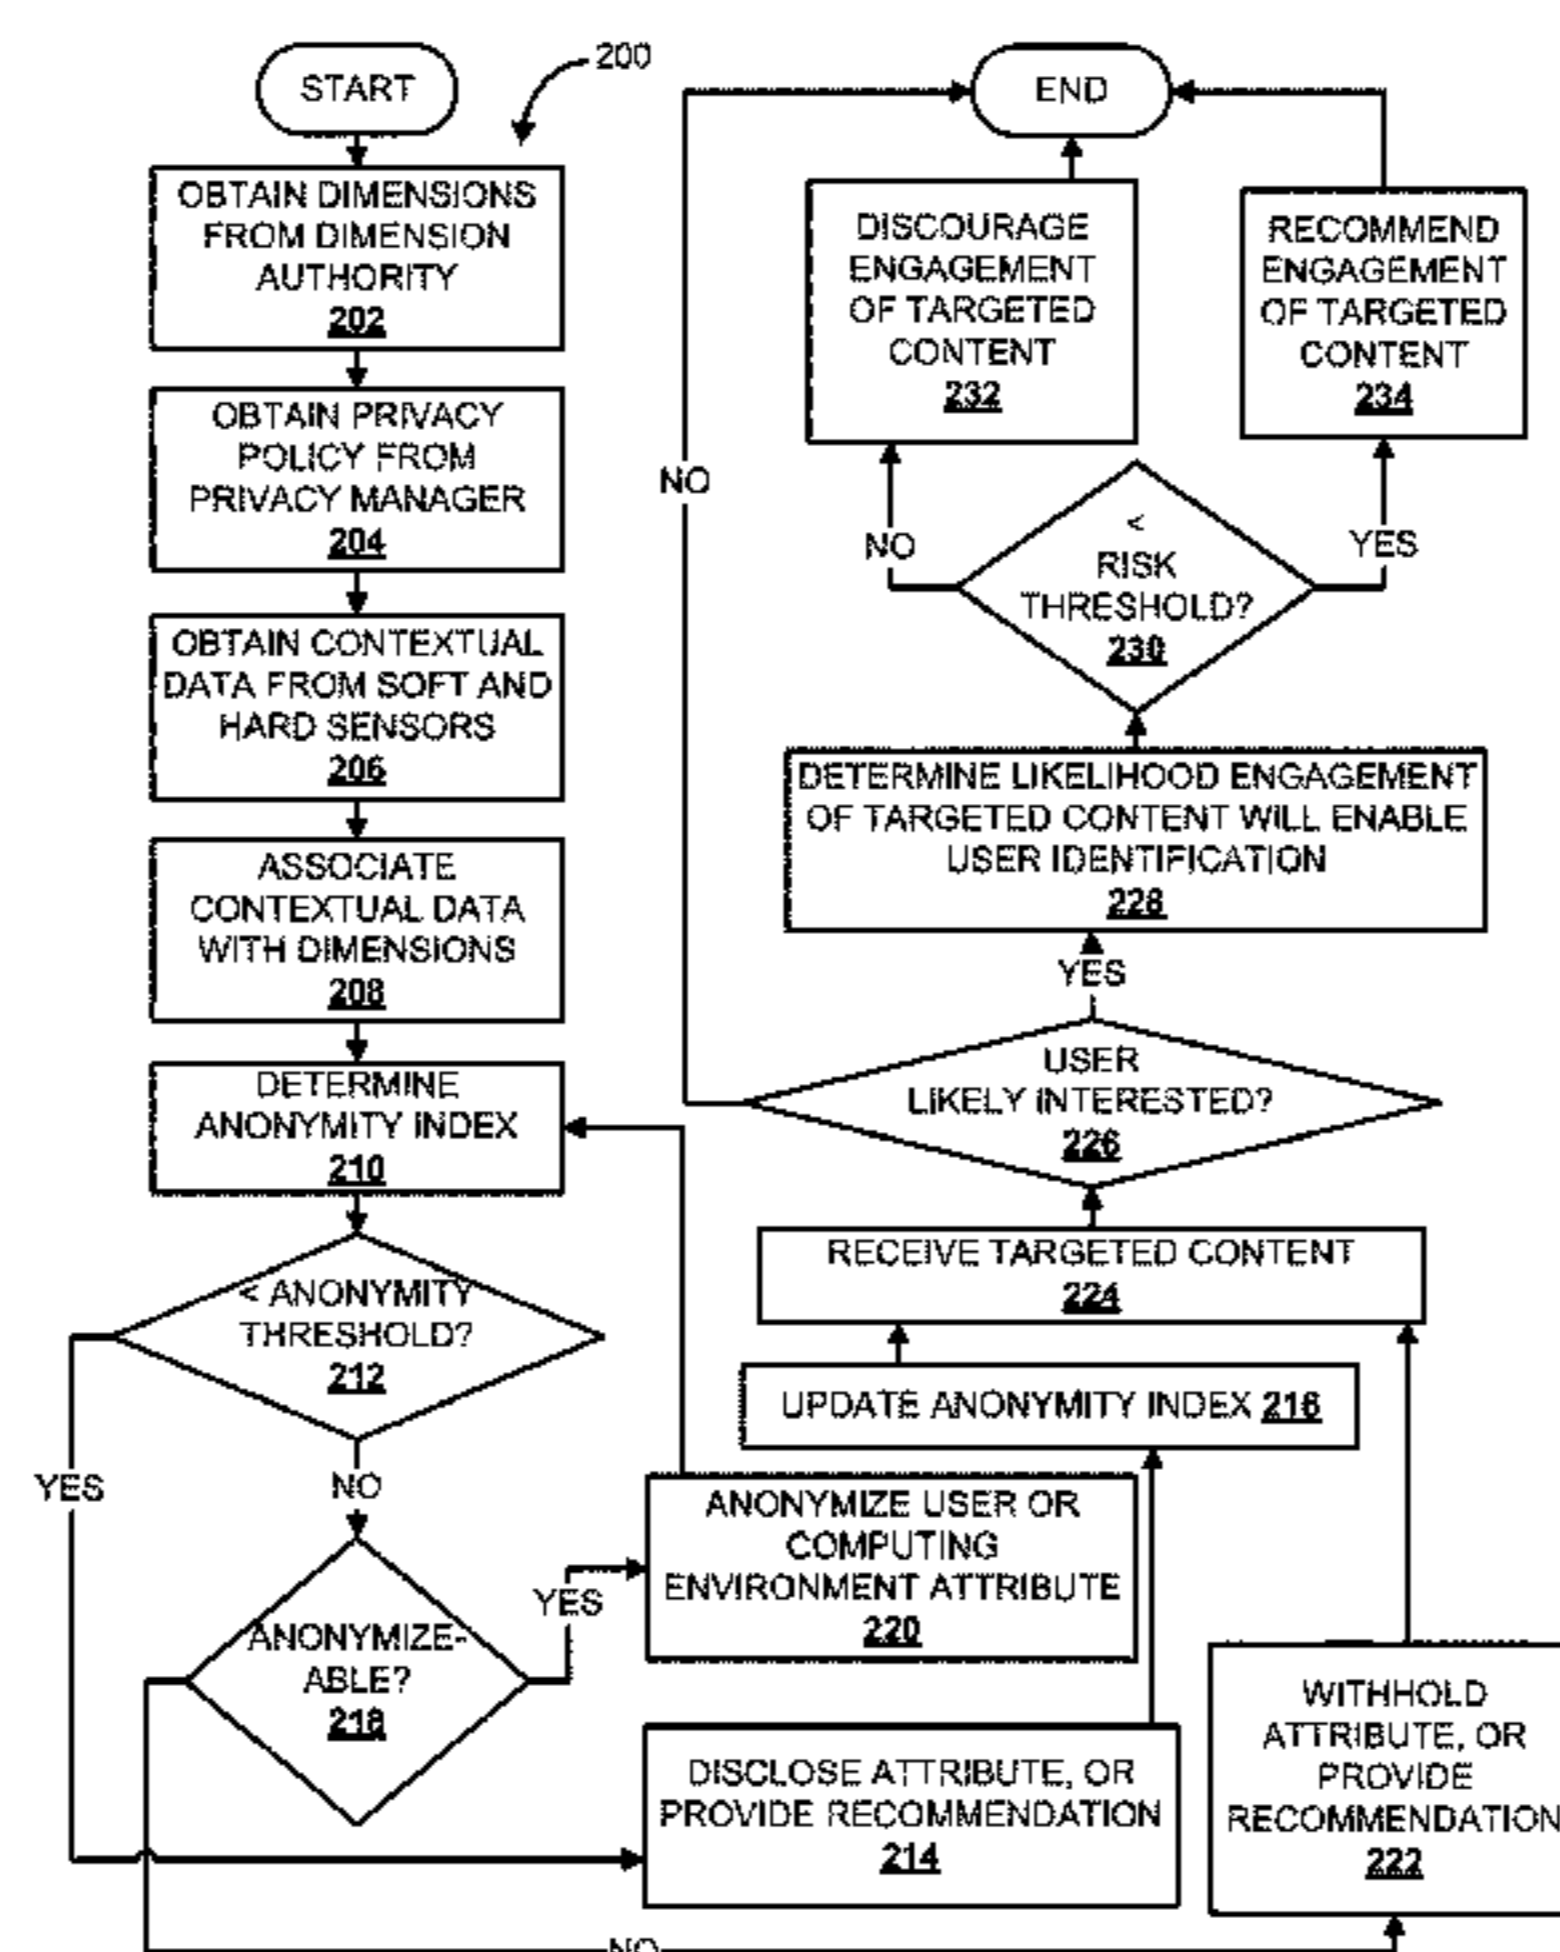 START
200
OBTAIN DIMENSIONS
FROM DIMENSION
AUTHORITY
202
OBTAIN PRIVACY
POLICY FROM
PRIVACY MANAGER
204
OBTAIN CONTEXTUAL
DATA FROM SOFT AND
HARD SENSORS
206
ASSOCIATE
CONTEXTUAL DATA
WITH DIMENSIONS
208
DETERMINE
ANONYMITY INDEX
210
< ANONYMITY
THRESHOLD?
212
YES
NO
ANONYMIZE-
ABLE?
218
YES
NO
ANONYMIZE USER OR
COMPUTING
ENVIRONMENT ATTRIBUTE
220
DISCLOSE ATTRIBUTE, OR
PROVIDE RECOMMENDATION
214
WITHHOLD
ATTRIBUTE, OR
PROVIDE
RECOMMENDATION
222
UPDATE ANONYMITY INDEX 216
RECEIVE TARGETED CONTENT
224
USER
LIKELY INTERESTED?
226
NO
YES
DETERMINE LIKELIHOOD ENGAGEMENT
OF TARGETED CONTENT WILL ENABLE
USER IDENTIFICATION
228
<
RISK
THRESHOLD?
230
NO
YES
DISCOURAGE
ENGAGEMENT
OF TARGETED
CONTENT
232
RECOMMEND
ENGAGEMENT
OF TARGETED
CONTENT
234
END